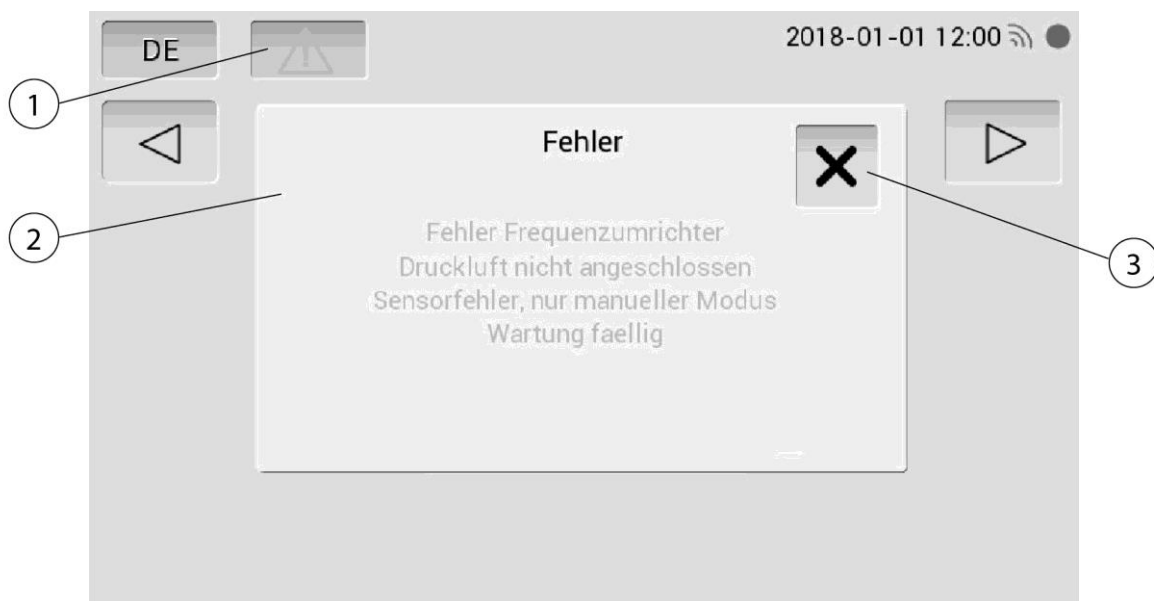 DE
2018-01-01 12:00
1
Fehler
2
3
Fehler Frequenzumrichter
Druckluft nicht angeschlossen
Sensorfehler, nur manueller Modus
Wartung faellig